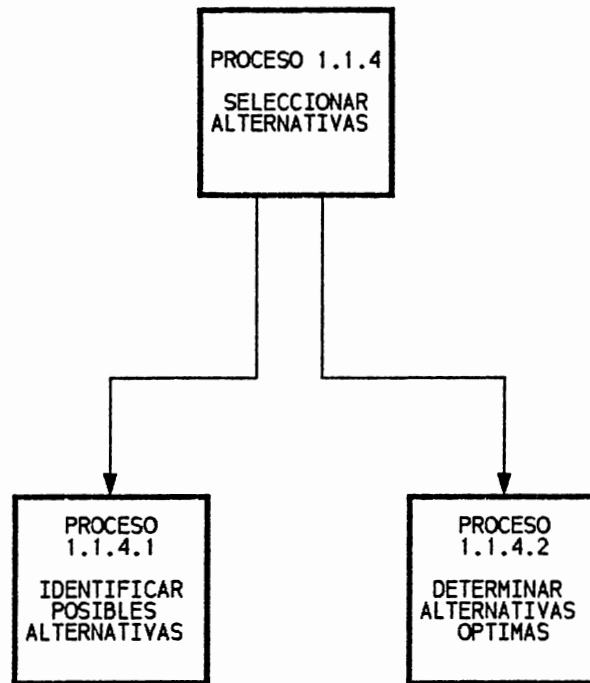 PROCESO 1.1.4
SELECCIONAR
ALTERNATIVAS
PROCESO
1.1.4.1
IDENTIFICAR
POSIBLES
ALTERNATIVAS
PROCESO
1.1.4.2
DETERMINAR
ALTERNATIVAS
OPTIMAS